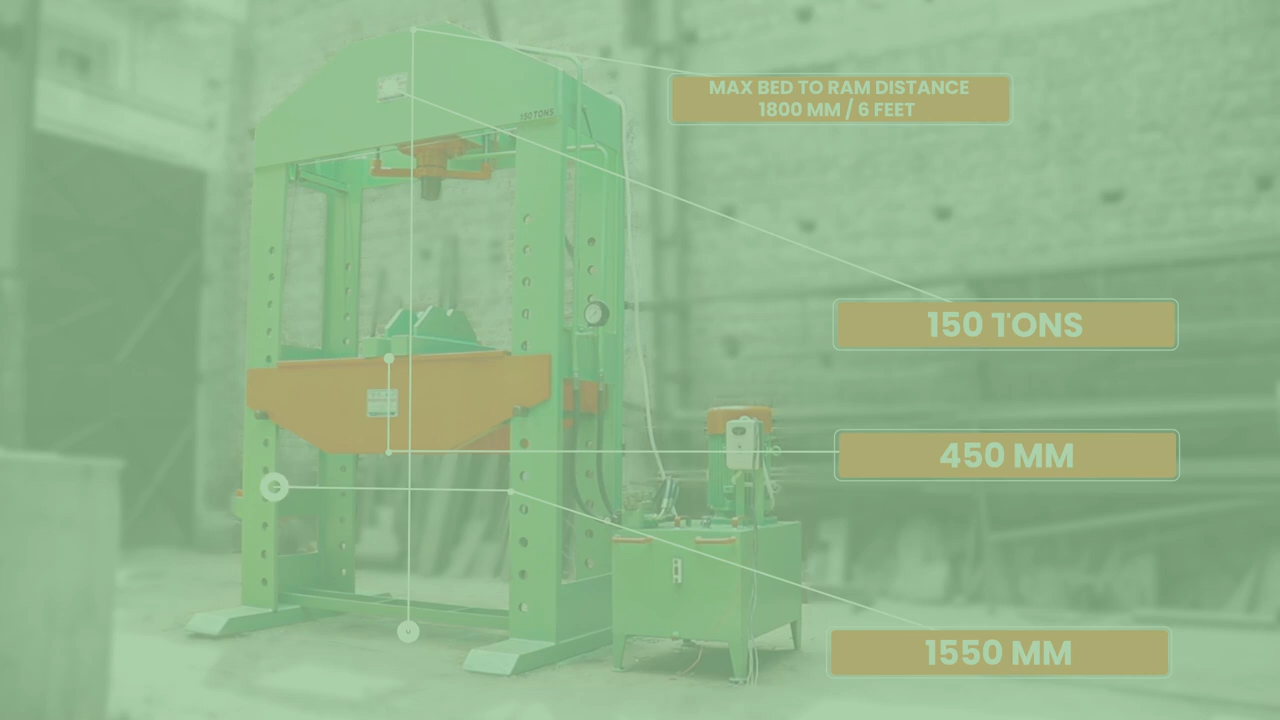 150 TONS
MAX BED TO RAM DISTANCE
1800 MM / 6 FEET
150 TONS
450 MM
1550 MM